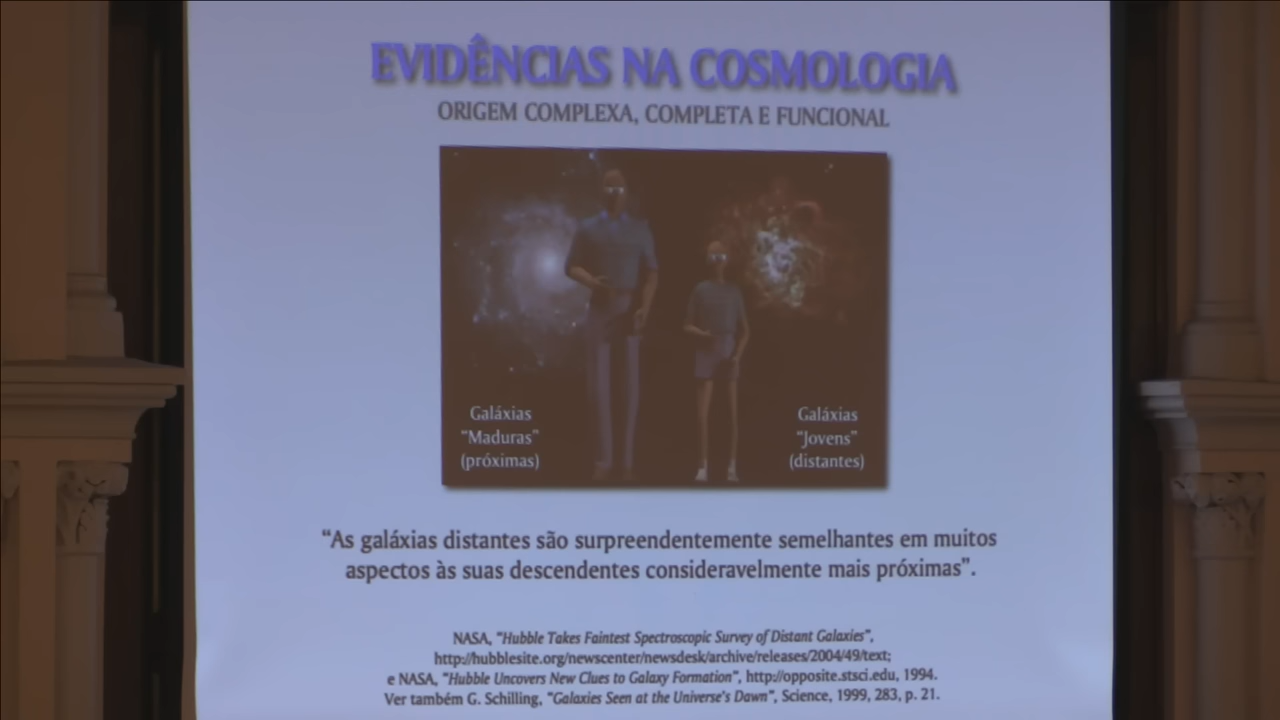 EVIDÊNCIAS NA COSMOLOGIA
ORIGEM COMPLEXA, COMPLETA E FUNCIONAL
Galáxias
"Maduras"
(próximas)
Galáxias
"Jovens"
(distantes)
“As galáxias distantes são surpreendentemente semelhantes em muitos
aspectos às suas descendentes consideravelmente mais próximas”.
NASA, "Hubble Takes Faintest Spectroscopic Survey of Distant Galaxies",
http://hubblesite.org/newscenter/newsdesk/archive/releases/2004/49/text;
e NASA, "Hubble Uncovers New Clues to Galaxy Formation", http://opposite.stsci.edu, 1994.
Ver também G. Schilling, "Galaxies Seen at the Universe's Dawn", Science, 1999, 283, p. 21.